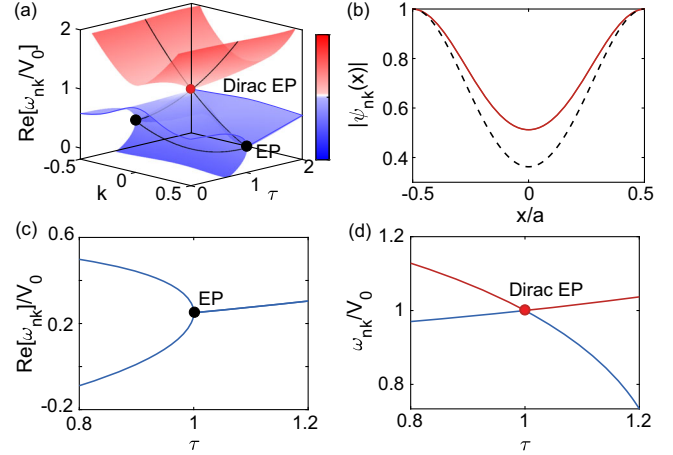 (a)
2
1
0
Re[ω_nk/V_0]
Dirac EP
EP
-0.5
0
0.5
k
0
1
2
τ
(b)
1
0.8
0.6
0.4
|ψ_nk(x)|
-0.5
0
0.5
x/a
(c)
0.6
0.2
-0.2
Re[ω_nk]/V_0
EP
0.8
1
1.2
τ
(d)
1.2
1
0.8
ω_nk/V_0
Dirac EP
0.8
1
1.2
τ